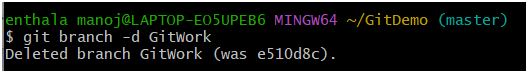 enthala manoj@LAPTOP-EO5UPEB6 MINGW64 ~/GitDemo (master)
$ git branch -d GitWork
Deleted branch GitWork (was e510d8c).